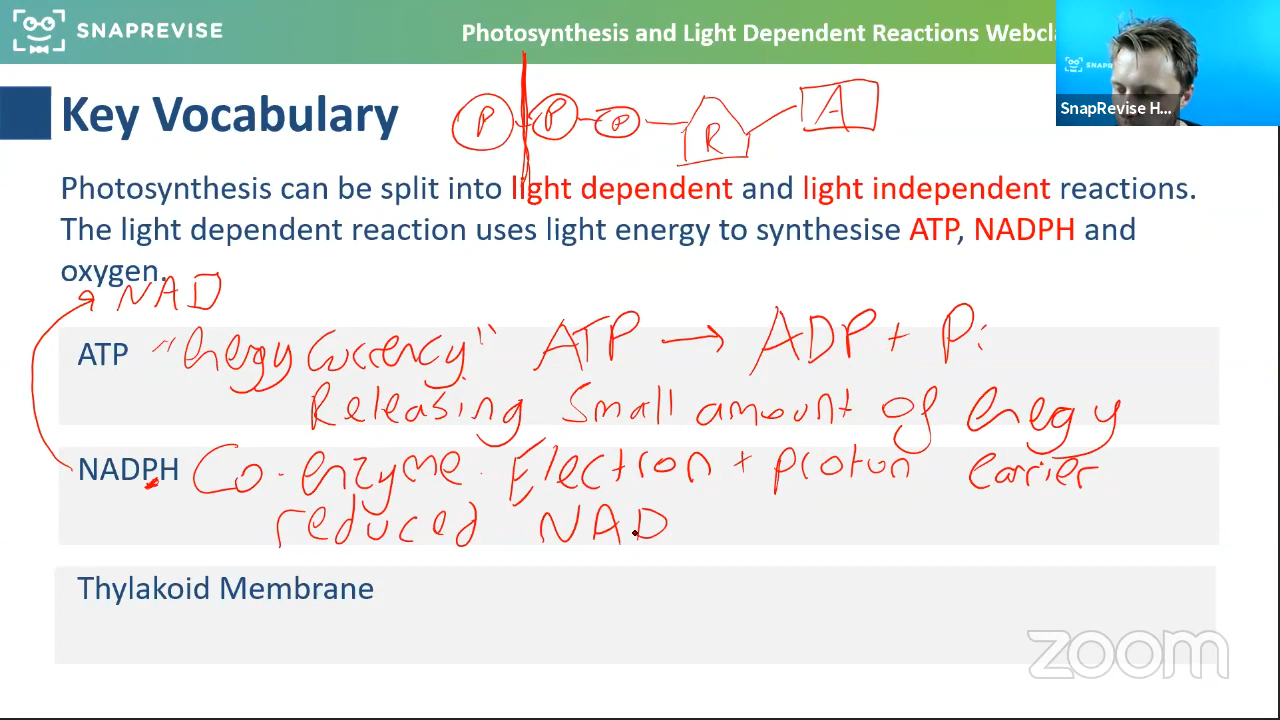 SNAPREVISE
Photosynthesis and Light Dependent Reactions Webcla
SNAPREVISE
SnapRevise H...
Key Vocabulary
P P P R A
Photosynthesis can be split into light dependent and light independent reactions.
The light dependent reaction uses light energy to synthesise ATP, NADPH and
oxygen.
NAD
ATP "energy currency" ATP → ADP + Pi
Releasing small amount of energy
NADPH Co-enzyme. Electron + proton carrier
reduced NAD
Thylakoid Membrane
zoom